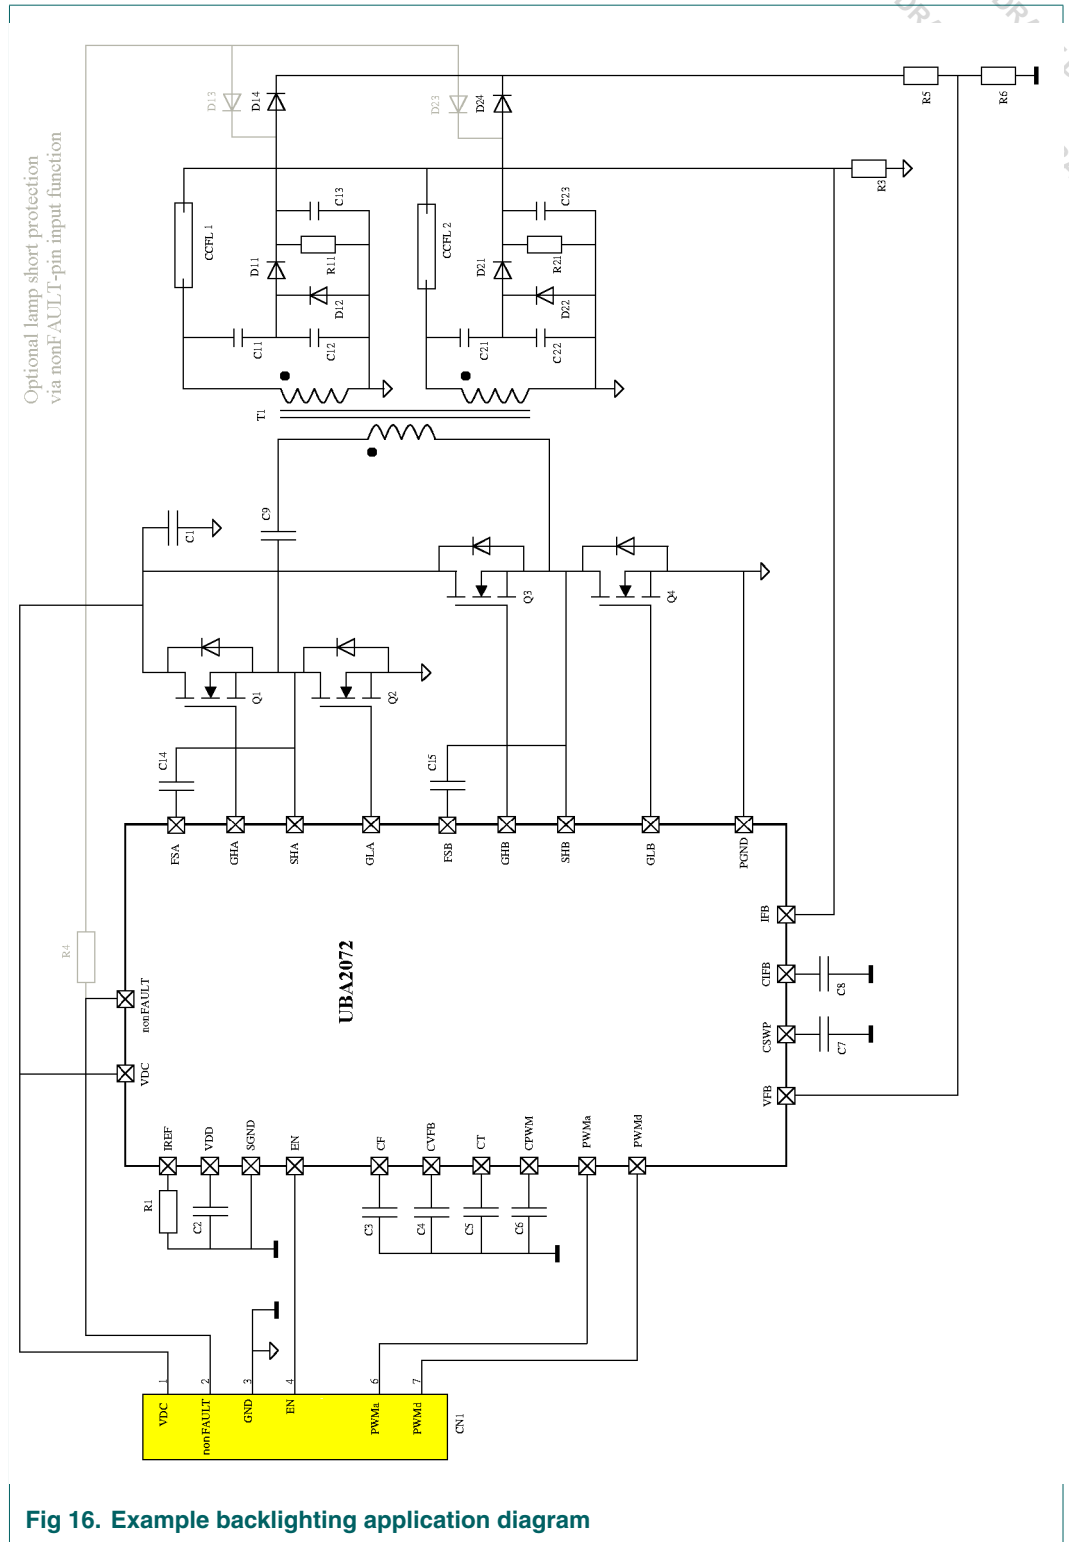 DRA
DRA
Optional lamp short protection
via nonFAULT-pin input function
D13
D14
D23
D24
R5
R6
R3
CCFL 1
C13
R11
D11
D12
C11
C12
CCFL 2
C23
R21
D21
D22
C21
C22
T1
C9
C1
Q3
Q4
Q1
Q2
C14
C15
FSA
GHA
SHA
GLA
FSB
GHB
SHB
GLB
PGND
R4
nonFAULT
VDC
UBA2072
IFB
CIFB
C8
CSWP
C7
VFB
IREF
VDD
SGND
EN
CF
CVFB
CT
CPWM
PWMa
PWMd
R1
C2
C3
C4
C5
C6
1
2
3
4
6
7
VDC
nonFAULT
GND
EN
PWMa
PWMd
CN1
Fig 16. Example backlighting application diagram